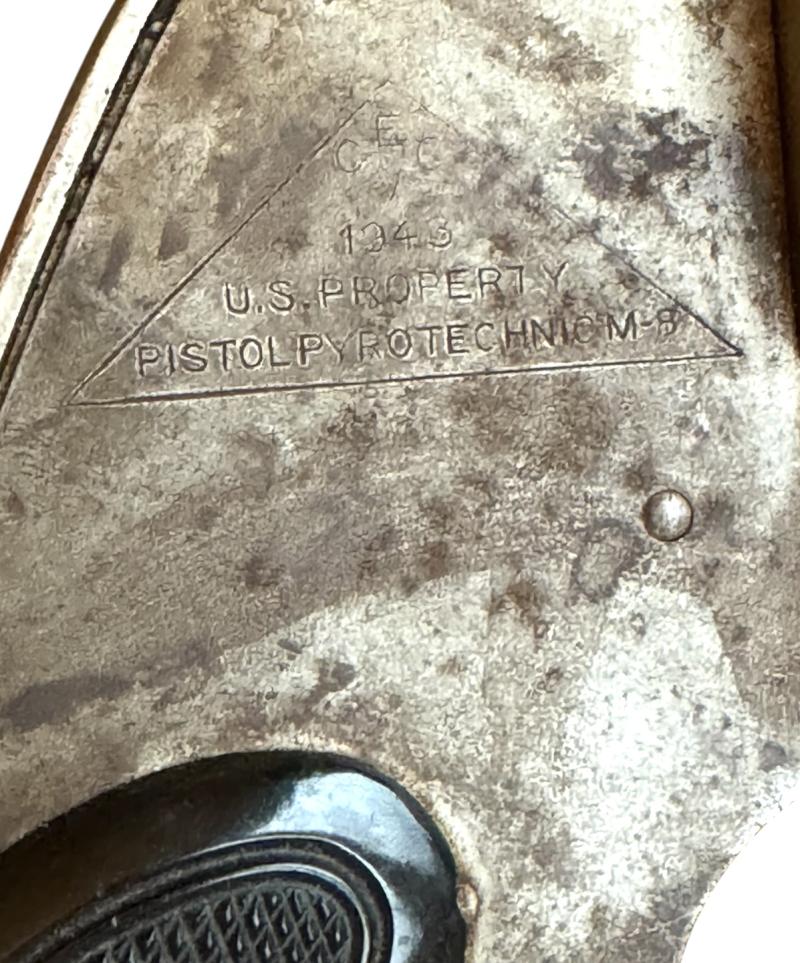 E
C H C
1943
U.S. PROPERTY
PISTOL PYROTECHNIC M-8